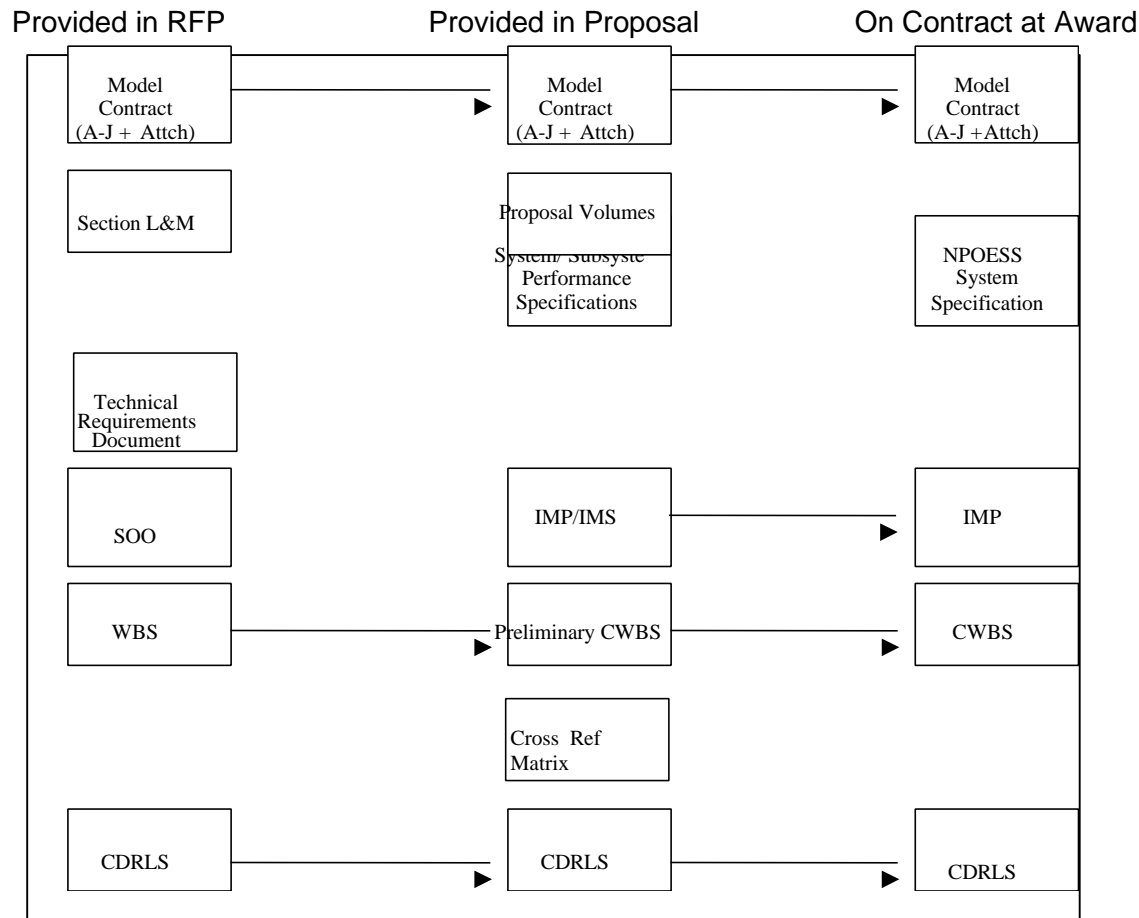 Provided in RFP
Provided in Proposal
On Contract at Award
Model
Contract
(A-J + Attch)
Model
Contract
(A-J + Attch)
Model
Contract
(A-J +Attch)
Section L&M
Proposal Volumes
System/ Subsyste
Performance
Specifications
NPOESS
System
Specification
Technical
Requirements
Document
SOO
IMP/IMS
IMP
WBS
Preliminary CWBS
CWBS
Cross Ref
Matrix
CDRLS
CDRLS
CDRLS